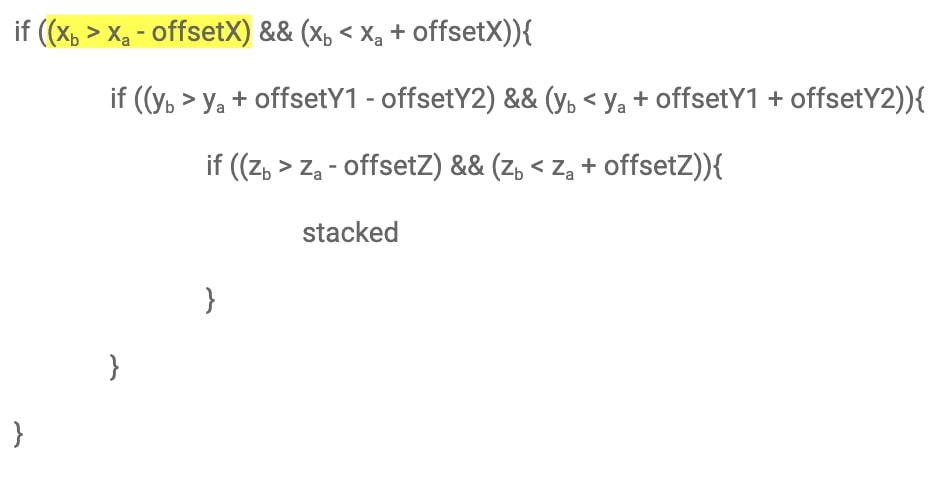 if ((x_b > x_a - offsetX) && (x_b < x_a + offsetX)){
if ((y_b > y_a + offsetY1 - offsetY2) && (y_b < y_a + offsetY1 + offsetY2)){
if ((z_b > z_a - offsetZ) && (z_b < z_a + offsetZ)){
stacked
}
}
}